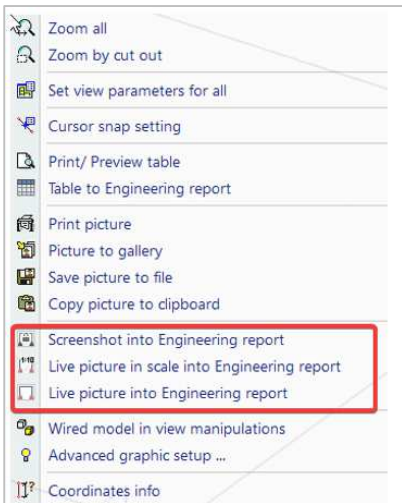 Zoom all
Zoom by cut out
Set view parameters for all
Cursor snap setting
Print/ Preview table
Table to Engineering report
Print picture
Picture to gallery
Save picture to file
Copy picture to clipboard
Screenshot into Engineering report
Live picture in scale into Engineering report
Live picture into Engineering report
Wired model in view manipulations
Advanced graphic setup ...
Coordinates info